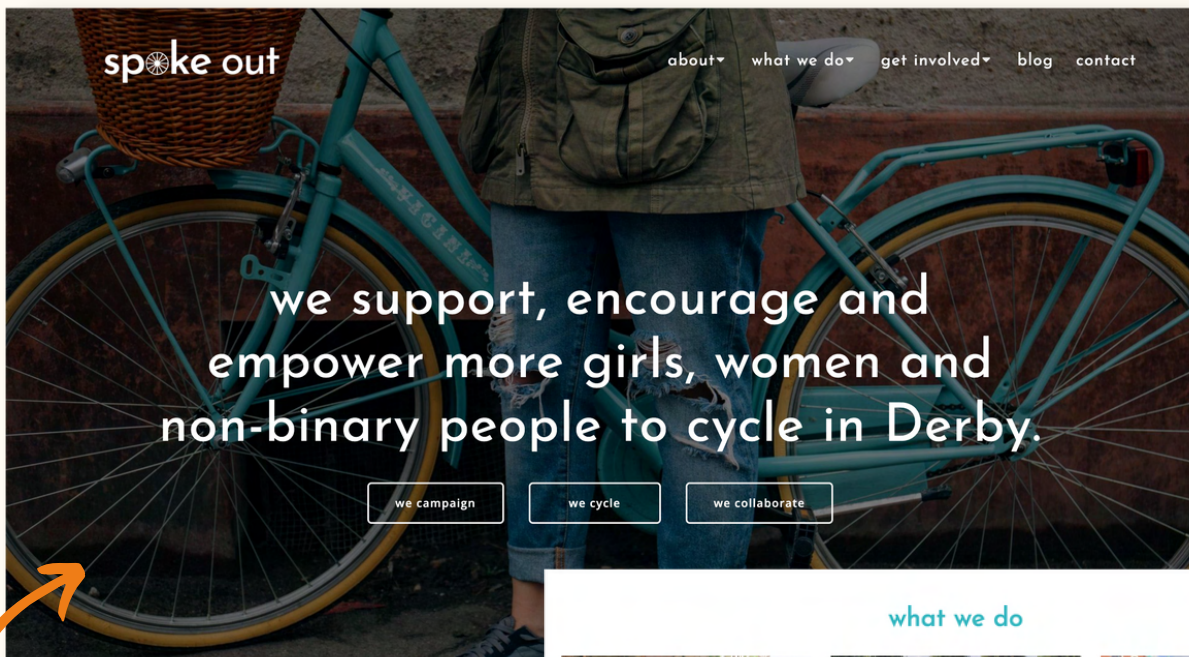 spoke out
about
what we do
get involved
blog
contact
we support, encourage and
empower more girls, women and
non-binary people to cycle in Derby.
we campaign
we cycle
we collaborate
what we do